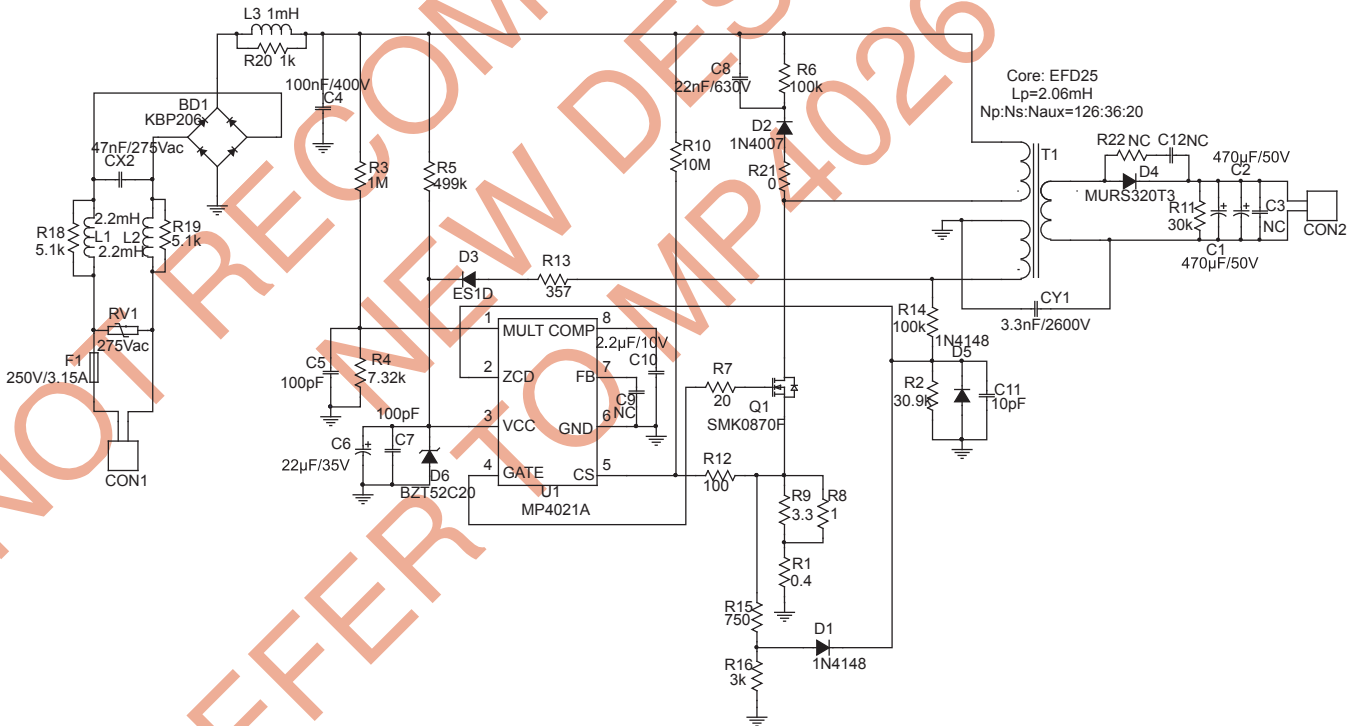 NOT RECOM
NEW DES
REFER TO MP4026
L3 1mH
R20 1k
100nF/400V
C4
BD1
KBP206
47nF/275Vac
CX2
R18
5.1k
2.2mH
L1
L2
2.2mH
R19
5.1k
RV1
275Vac
F1
250V/3.15A
CON1
R3
1M
R5
499k
C8
22nF/630V
R6
100k
D2
1N4007
R10
10M
R21
0
Core: EFD25
Lp=2.06mH
Np:Ns:Naux=126:36:20
T1
R22 NC
C12NC
D4
MURS320T3
470µF/50V
C2
R11
30k
C1
470µF/50V
C3
NC
CON2
CY1
3.3nF/2600V
D3
ES1D
R13
357
R14
100k
1N4148
D5
R2
30.9k
C11
10pF
C5
100pF
R4
7.32k
1
MULT COMP
8
2.2µF/10V
C10
2
ZCD
FB
7
C9
NC
3
VCC
GND
6
4
GATE
CS
5
U1
MP4021A
100pF
C6
C7
22µF/35V
D6
BZT52C20
R7
20
Q1
SMK0870F
R12
100
R9
3.3
R8
1
R1
0.4
R15
750
D1
1N4148
R16
3k